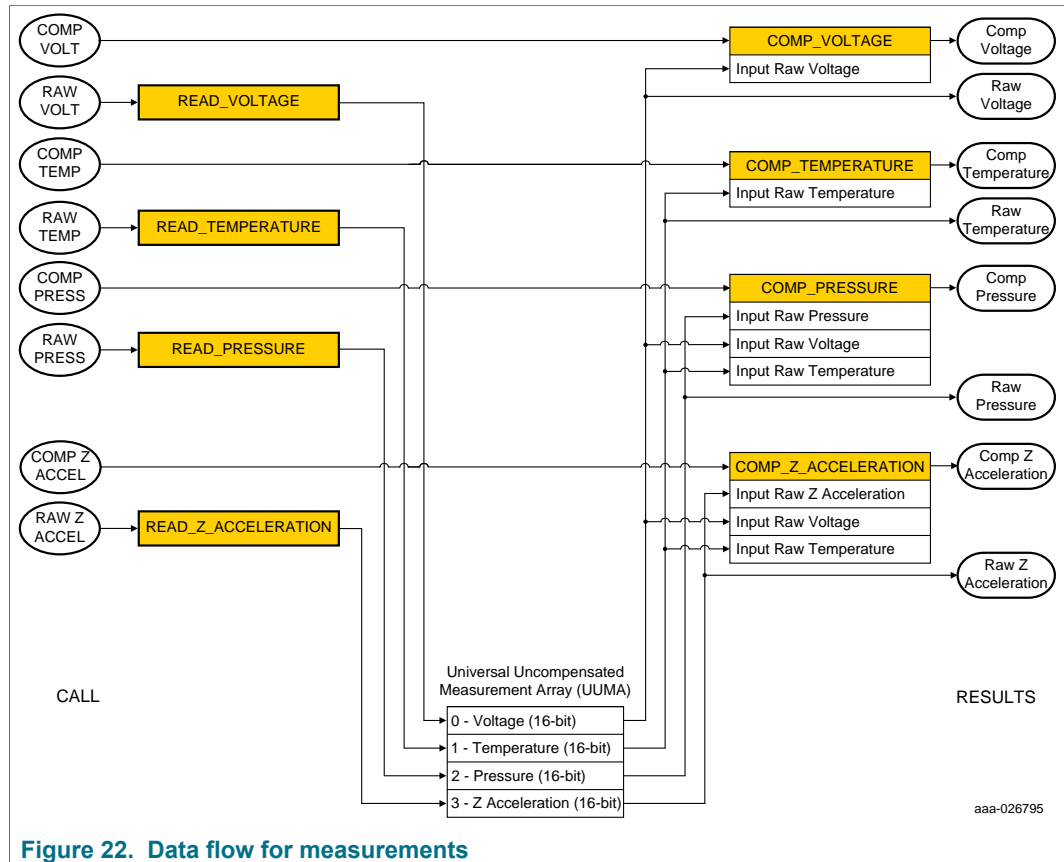 COMP
VOLT
COMP_VOLTAGE
Comp
Voltage
Input Raw Voltage
RAW
VOLT
READ_VOLTAGE
Raw
Voltage
COMP
TEMP
COMP_TEMPERATURE
Comp
Temperature
Input Raw Temperature
RAW
TEMP
READ_TEMPERATURE
Raw
Temperature
COMP
PRESS
COMP_PRESSURE
Comp
Pressure
Input Raw Pressure
RAW
PRESS
READ_PRESSURE
Input Raw Voltage
Input Raw Temperature
Raw
Pressure
COMP Z
ACCEL
COMP_Z_ACCELERATION
Comp Z
Acceleration
Input Raw Z Acceleration
RAW Z
ACCEL
READ_Z_ACCELERATION
Input Raw Voltage
Input Raw Temperature
Raw Z
Acceleration
Universal Uncompensated
Measurement Array (UUMA)
CALL
RESULTS
0 - Voltage (16-bit)
1 - Temperature (16-bit)
2 - Pressure (16-bit)
3 - Z Acceleration (16-bit)
aaa-026795
Figure 22. Data flow for measurements